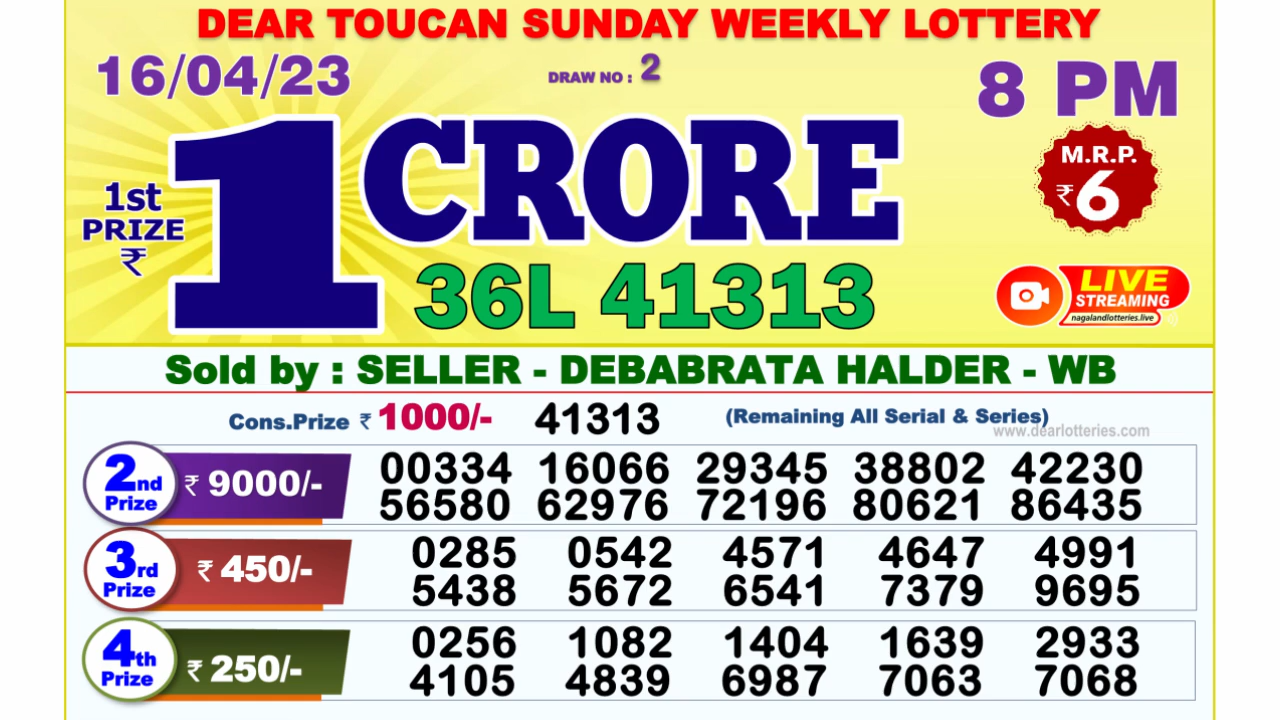 DEAR TOUCAN SUNDAY WEEKLY LOTTERY
16/04/23
DRAW NO : 2
8 PM
1st
PRIZE
₹
1 CRORE
M.R.P.
₹ 6
36L 41313
LIVE
STREAMING
nagalandlotteries.live
Sold by : SELLER - DEBABRATA HALDER - WB
Cons.Prize ₹ 1000/- 41313 (Remaining All Serial & Series)
www.dearlotteries.com
2nd Prize ₹ 9000/-
00334 16066 29345 38802 42230
56580 62976 72196 80621 86435
3rd Prize ₹ 450/-
0285 0542 4571 4647 4991
5438 5672 6541 7379 9695
4th Prize ₹ 250/-
0256 1082 1404 1639 2933
4105 4839 6987 7063 7068